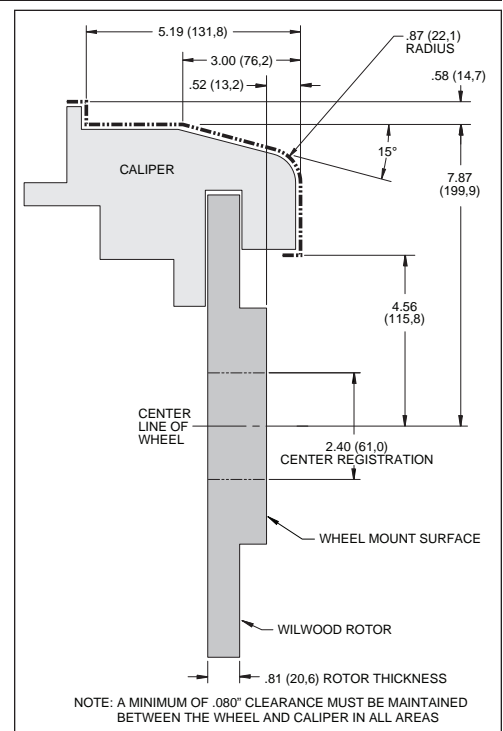 5.19 (131,8)
.87 (22,1)
RADIUS
3.00 (76,2)
.52 (13,2)
.58 (14,7)
15°
CALIPER
7.87
(199,9)
4.56
(115,8)
CENTER
LINE OF
WHEEL
2.40 (61,0)
CENTER REGISTRATION
WHEEL MOUNT SURFACE
WILWOOD ROTOR
.81 (20,6) ROTOR THICKNESS
NOTE: A MINIMUM OF .080" CLEARANCE MUST BE MAINTAINED
BETWEEN THE WHEEL AND CALIPER IN ALL AREAS